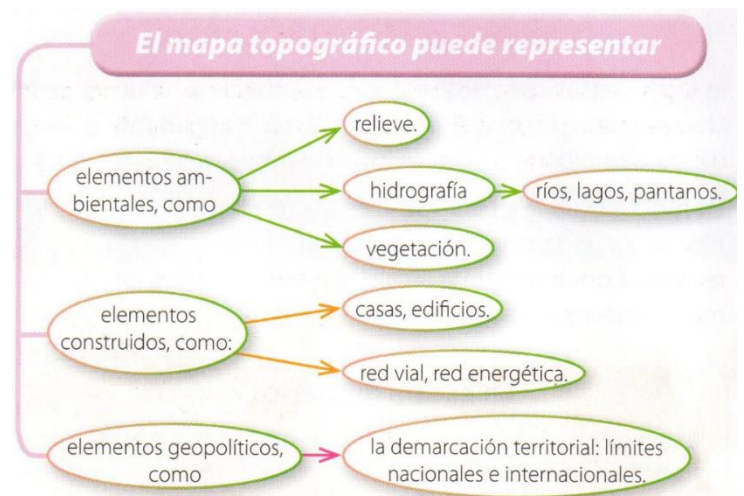 El mapa topográfico puede representar
relieve.
elementos am-
bientales, como
hidrografía
ríos, lagos, pantanos.
vegetación.
elementos
construidos, como:
casas, edificios.
red vial, red energética.
elementos geopolíticos,
como
la demarcación territorial: límites
nacionales e internacionales.